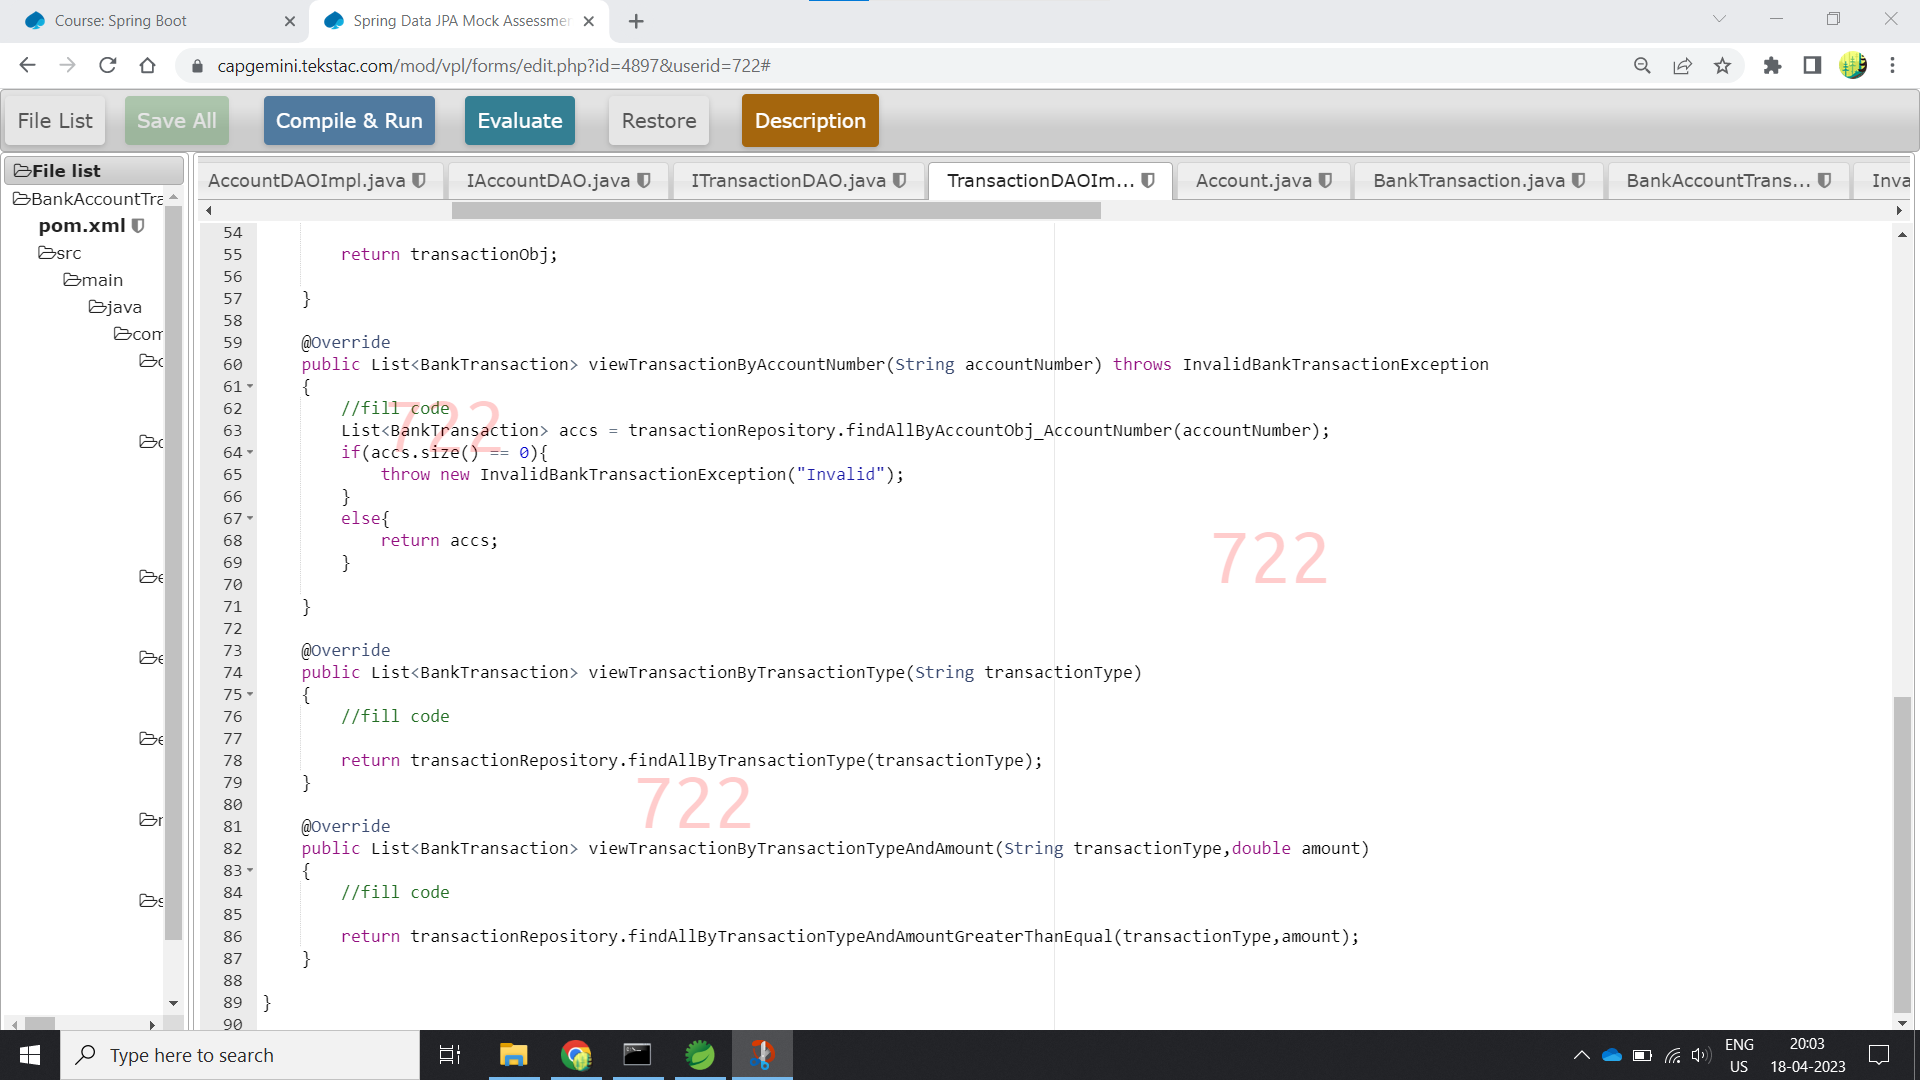 Course: Spring Boot
Spring Data JPA Mock Assessmen
capgemini.tekstac.com/mod/vpl/forms/edit.php?id=4897&userid=722#
File List
Save All
Compile & Run
Evaluate
Restore
Description
File list
BankAccountTra
pom.xml
src
main
java
com
AccountDAOImpl.java
IAccountDAO.java
ITransactionDAO.java
TransactionDAOIm...
Account.java
BankTransaction.java
BankAccountTrans...
Inva
54
55 return transactionObj;
56
57 }
58
59 @Override
60 public List<BankTransaction> viewTransactionByAccountNumber(String accountNumber) throws InvalidBankTransactionException
61 {
62 //fill code
63 List<BankTransaction> accs = transactionRepository.findAllByAccountObj_AccountNumber(accountNumber);
64 if(accs.size() == 0){
65 throw new InvalidBankTransactionException("Invalid");
66 }
67 else{
68 return accs;
69 }
70
71 }
72
73 @Override
74 public List<BankTransaction> viewTransactionByTransactionType(String transactionType)
75 {
76 //fill code
77
78 return transactionRepository.findAllByTransactionType(transactionType);
79 }
80
81 @Override
82 public List<BankTransaction> viewTransactionByTransactionTypeAndAmount(String transactionType,double amount)
83 {
84 //fill code
85
86 return transactionRepository.findAllByTransactionTypeAndAmountGreaterThanEqual(transactionType,amount);
87 }
88
89 }
90
722
722
722
Type here to search
ENG
US
20:03
18-04-2023